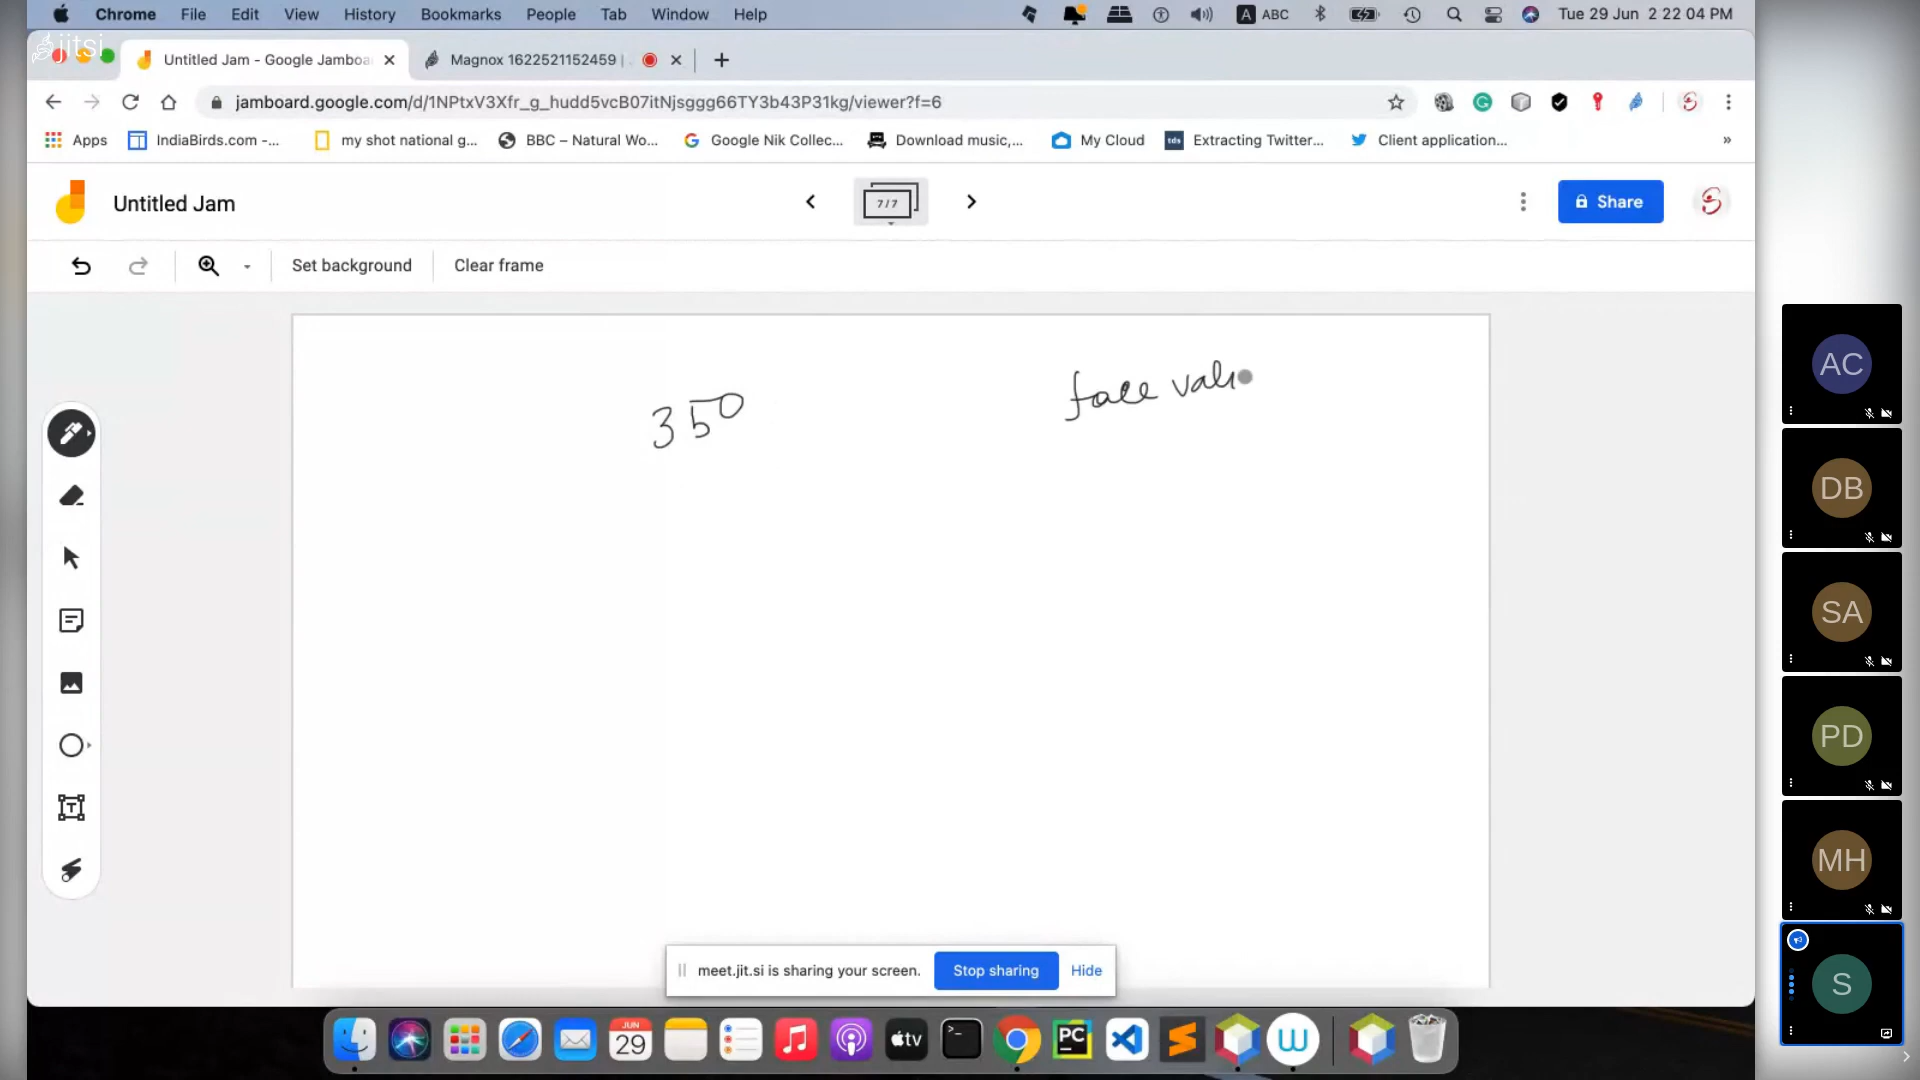 Chrome File Edit View History Bookmarks People Tab Window Help A ABC Tue 29 Jun 2 22 04 PM
jitsi
Untitled Jam - Google Jamboa Magnox 1622521152459 |
jamboard.google.com/d/1NPtxV3Xfr_g_hudd5vcB07itNjsggg66TY3b43P31kg/viewer?f=6
Apps IndiaBirds.com -... my shot national g... BBC – Natural Wo... Google Nik Collec... Download music,... My Cloud tds Extracting Twitter... Client application... »
Untitled Jam 7/7 Share
Set background Clear frame
350
face valu
AC
DB
SA
PD
MH
S
meet.jit.si is sharing your screen. Stop sharing Hide
JUN
29
tv
PC
W